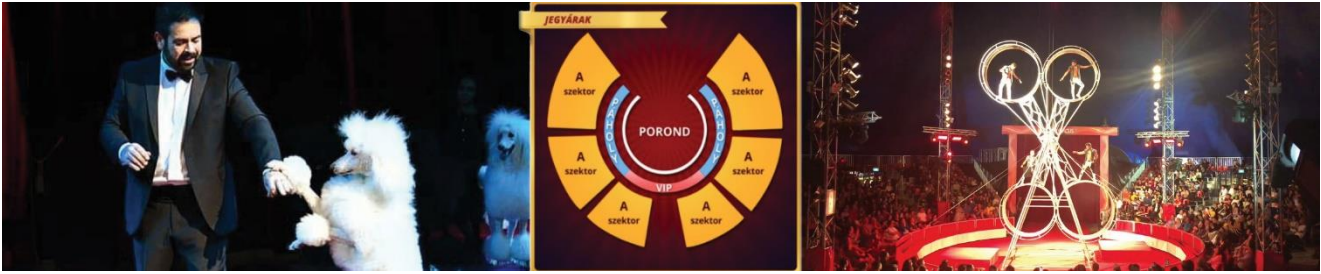 JEGYÁRAK
A
szektor
A
szektor
PÁHOLY
PÁHOLY
POROND
A
szektor
A
szektor
VIP
A
szektor
A
szektor